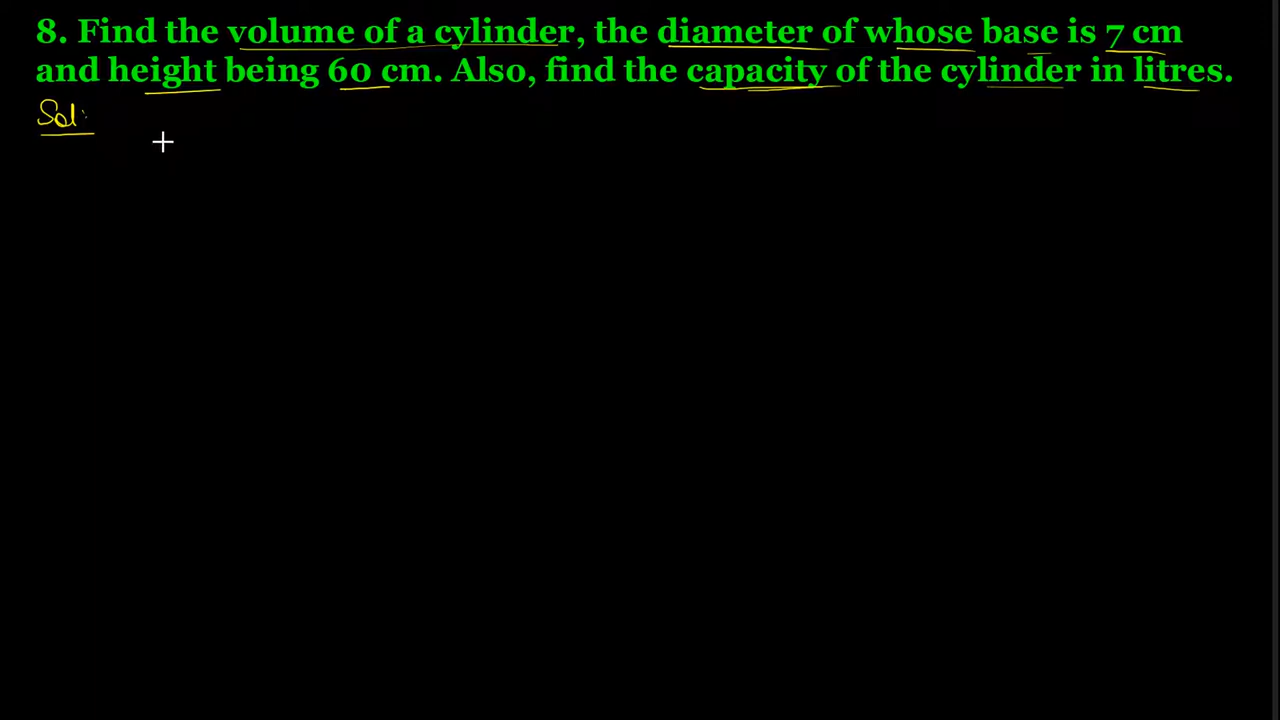 8. Find the volume of a cylinder, the diameter of whose base is 7 cm
and height being 60 cm. Also, find the capacity of the cylinder in litres.
Sol: